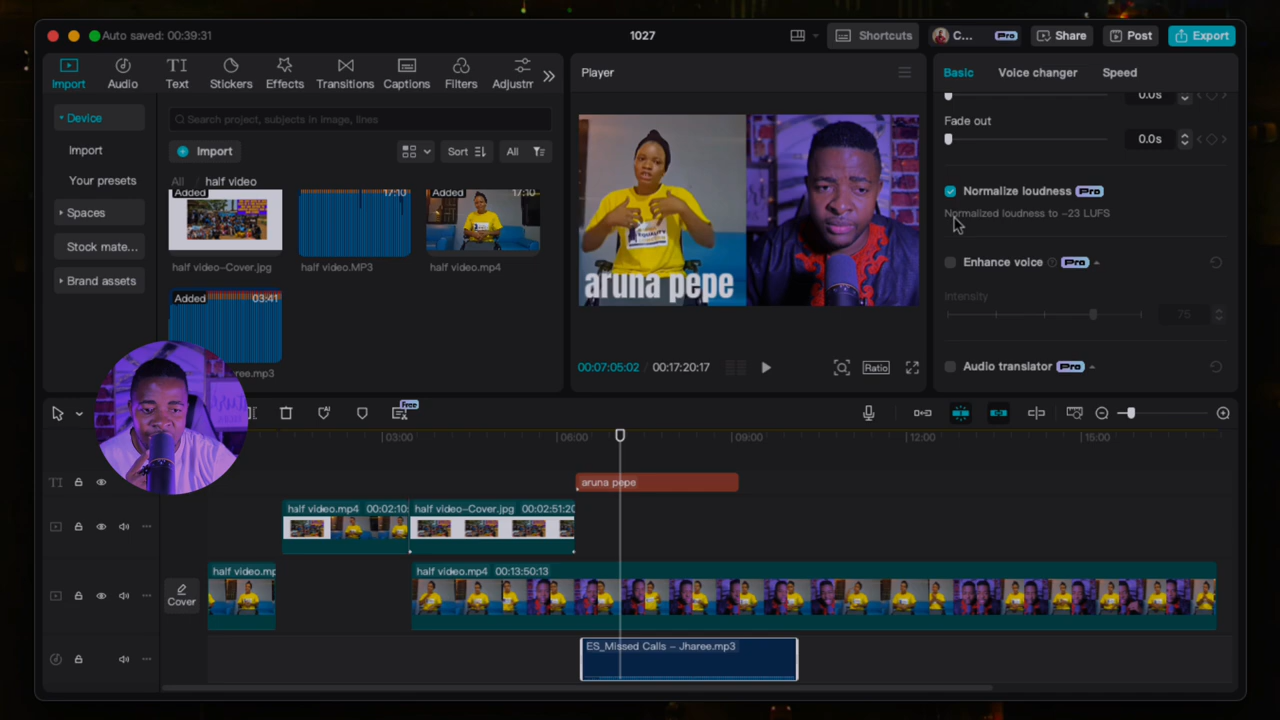 Auto saved: 00:39:31
1027
Shortcuts
C...
Pro
Share
Post
Export
Import
Audio
Text
Stickers
Effects
Transitions
Captions
Filters
Adjustm
Device
Import
Your presets
Spaces
Stock mate...
Brand assets
Search project, subjects in image, lines
Import
Sort
All
All / half video
Added
half video-Cover.jpg
17:10
half video.MP3
Added 17:10
half video.mp4
Added 03:41
ree.mp3
Player
aruna pepe
00:07:05:02 / 00:17:20:17
Ratio
Basic
Voice changer
Speed
0.0s
Fade out
0.0s
Normalize loudness Pro
Normalized loudness to -23 LUFS
Enhance voice Pro
Intensity
75
Audio translator Pro
Free
03:00
06:00
09:00
12:00
15:00
TI
aruna pepe
half video.mp4 00:02:10:
half video-Cover.jpg 00:02:51:20
Cover
half video.mp
half video.mp4 00:13:50:13
ES_Missed Calls - Jharee.mp3